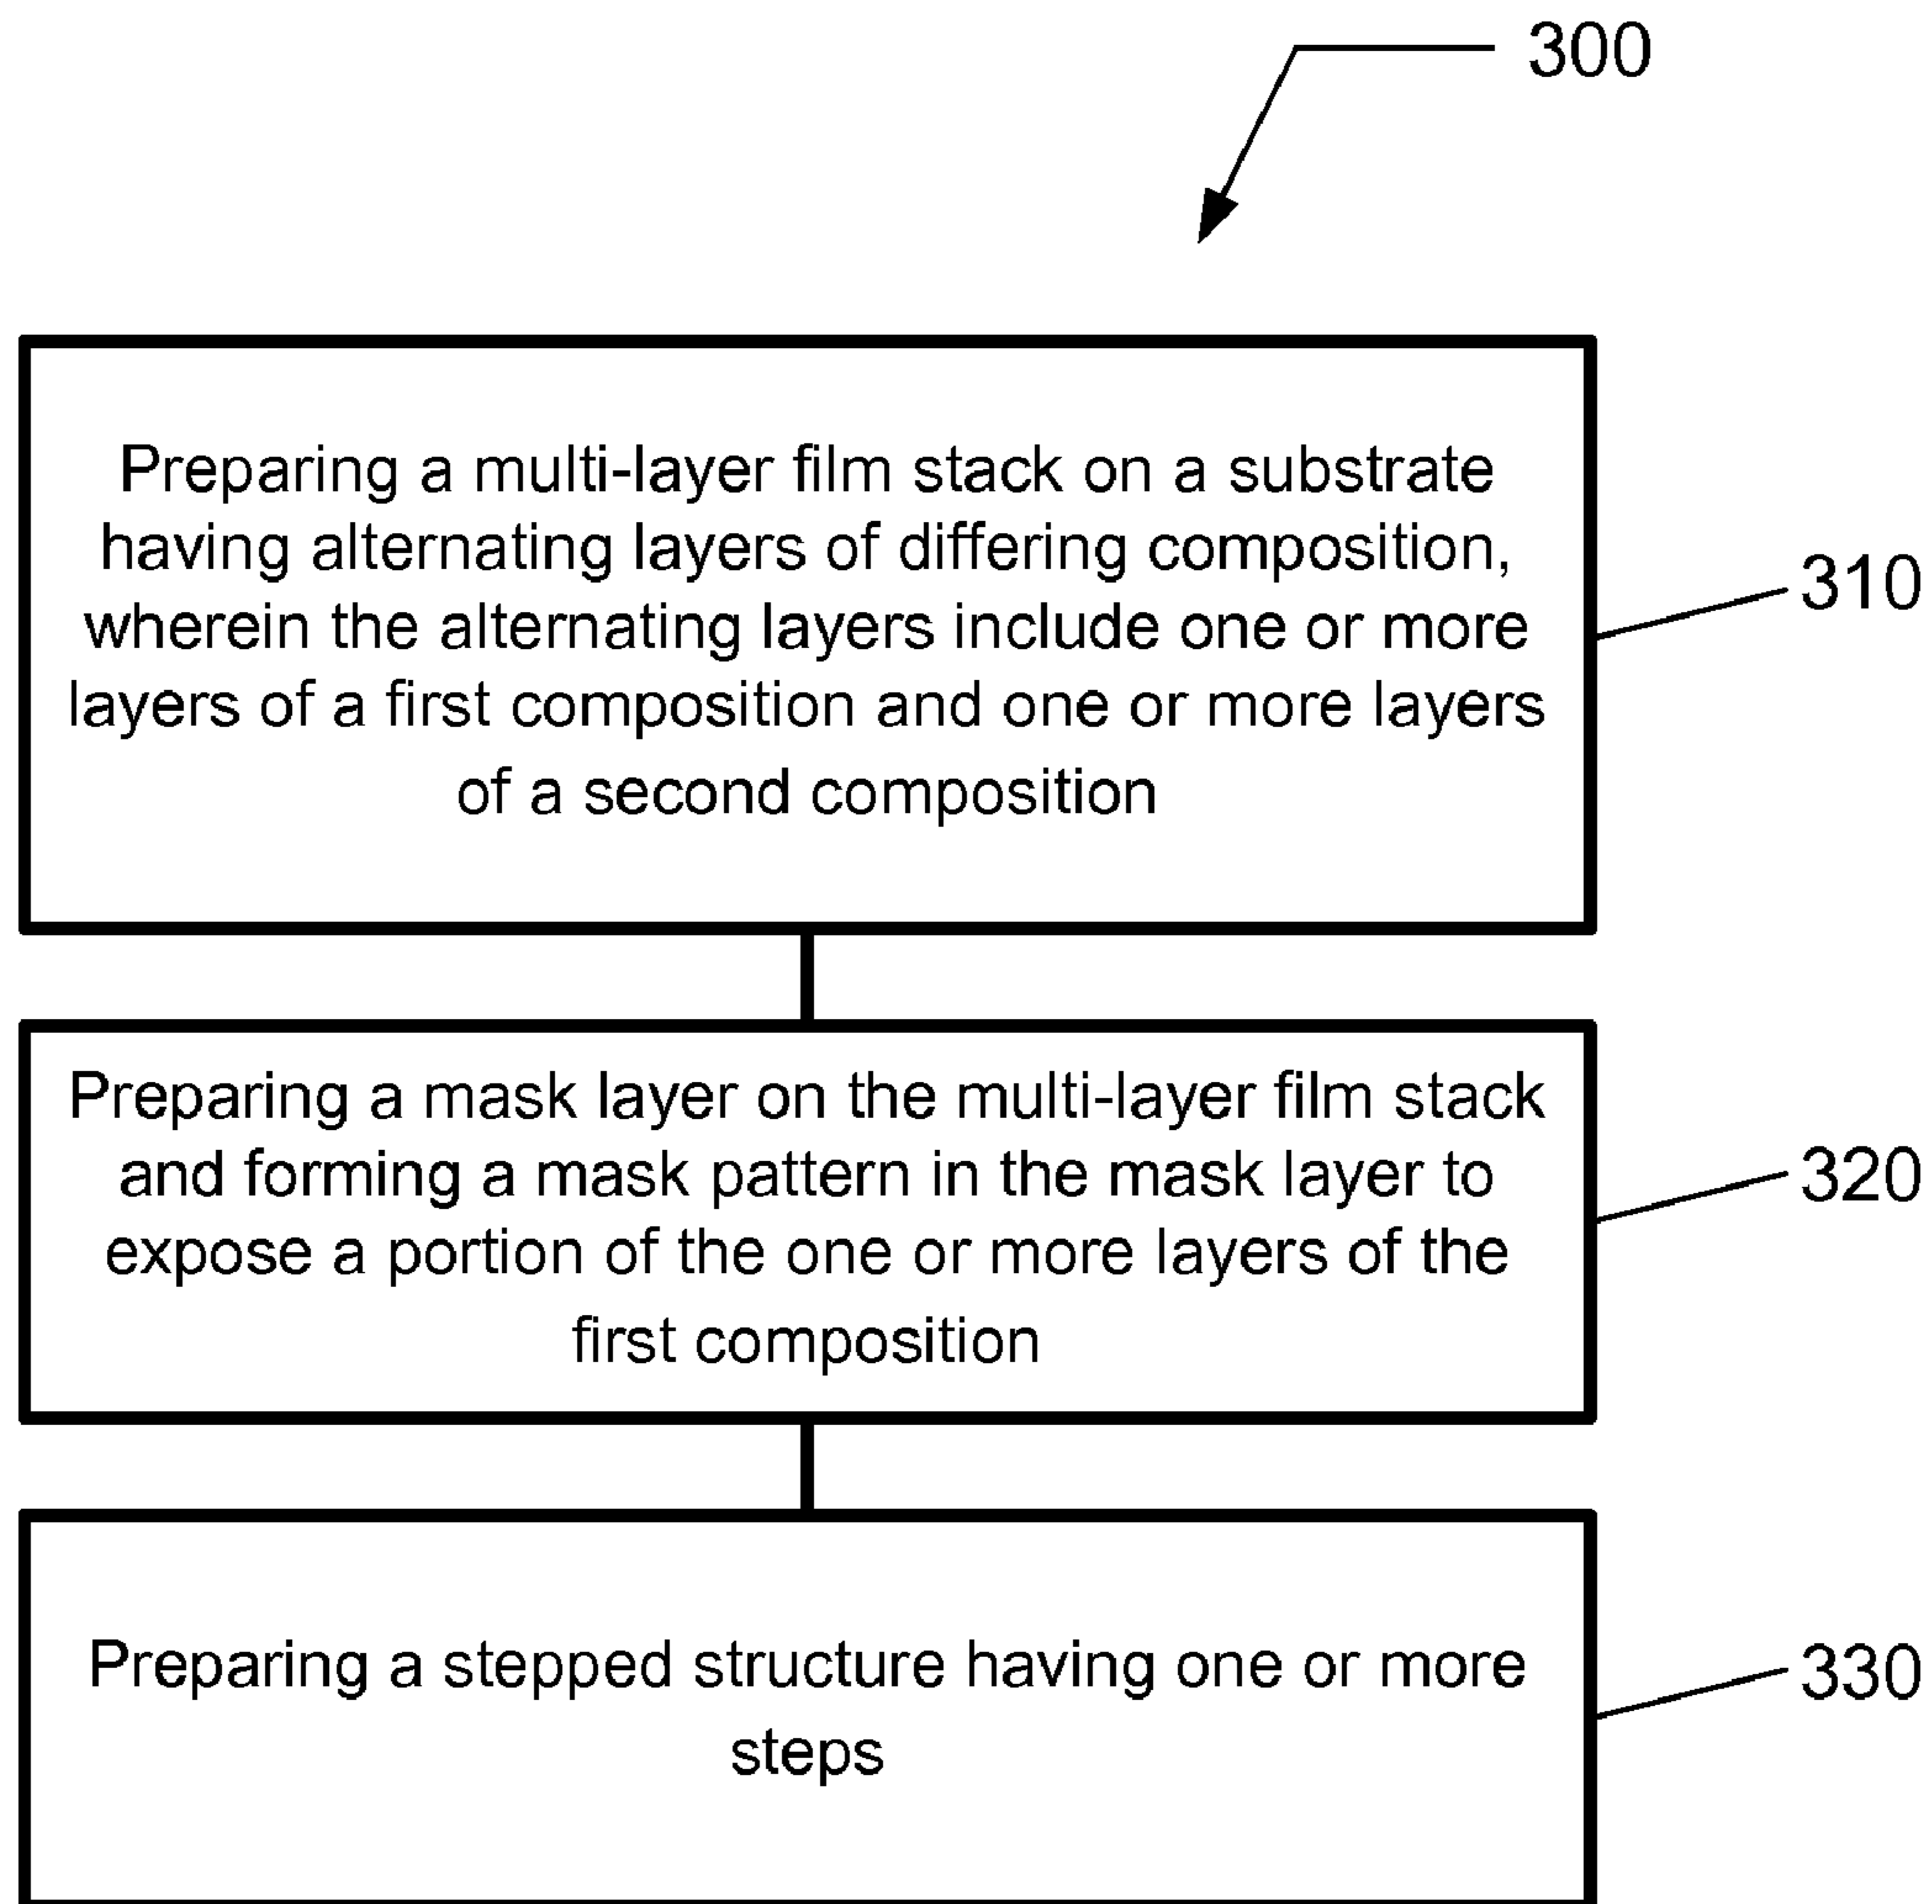 300
Preparing a multi-layer film stack on a substrate
having alternating layers of differing composition,
wherein the alternating layers include one or more
layers of a first composition and one or more layers
of a second composition
310
Preparing a mask layer on the multi-layer film stack
and forming a mask pattern in the mask layer to
expose a portion of the one or more layers of the
first composition
320
Preparing a stepped structure having one or more
steps
330